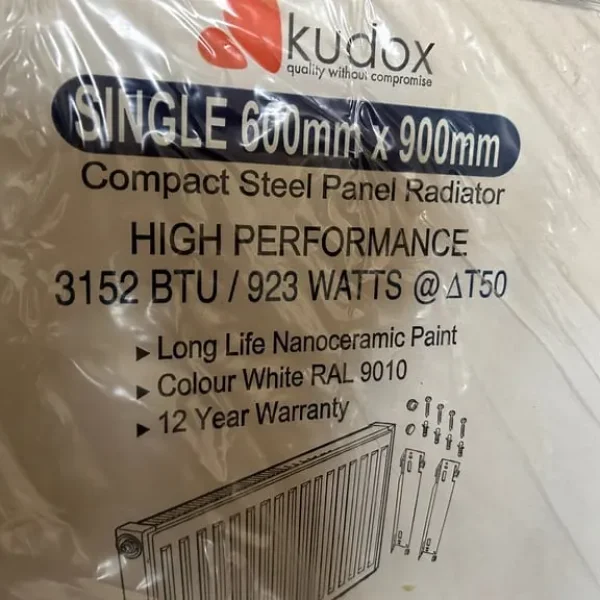 kudox
quality without compromise
SINGLE 600mm x 900mm
Compact Steel Panel Radiator
HIGH PERFORMANCE
3152 BTU / 923 WATTS @ ΔT50
▶ Long Life Nanoceramic Paint
▶ Colour White RAL 9010
▶ 12 Year Warranty